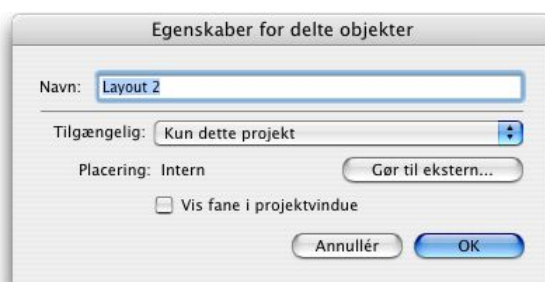 Egenskaber for delte objekter
Navn: Layout 2
Tilgængelig: Kun dette projekt
Placering: Intern Gør til ekstern...
Vis fane i projektvindue
Annullér OK